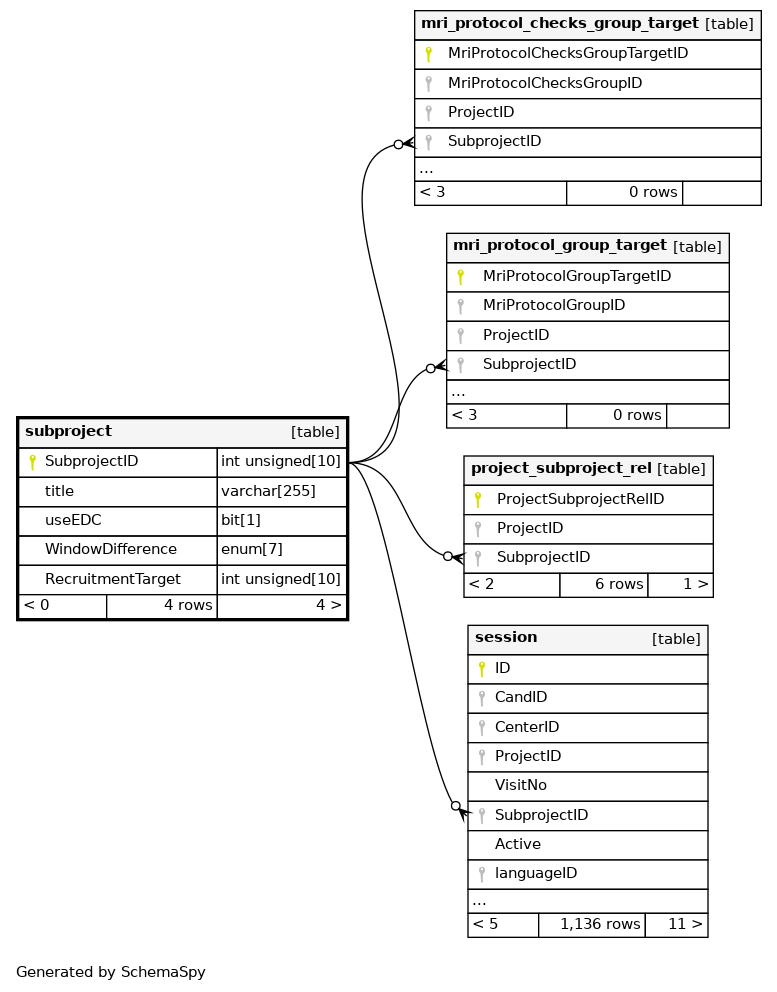 mri_protocol_checks_group_target [table]
MriProtocolChecksGroupTargetID
MriProtocolChecksGroupID
ProjectID
SubprojectID
...
< 3 0 rows
mri_protocol_group_target [table]
MriProtocolGroupTargetID
MriProtocolGroupID
ProjectID
SubprojectID
...
< 3 0 rows
subproject [table]
SubprojectID int unsigned[10]
title varchar[255]
useEDC bit[1]
WindowDifference enum[7]
RecruitmentTarget int unsigned[10]
< 0 4 rows 4 >
project_subproject_rel [table]
ProjectSubprojectRelID
ProjectID
SubprojectID
< 2 6 rows 1 >
session [table]
ID
CandID
CenterID
ProjectID
VisitNo
SubprojectID
Active
languageID
...
< 5 1,136 rows 11 >
Generated by SchemaSpy